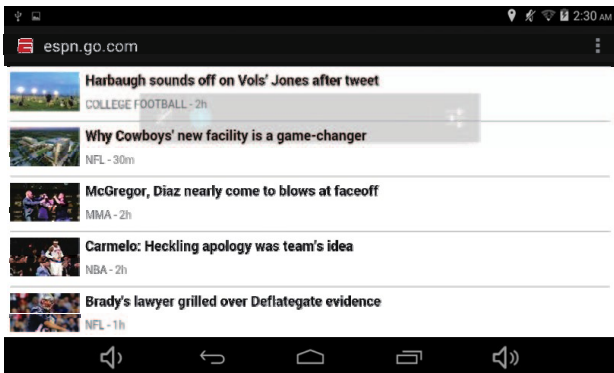 2:30 AM
espn.go.com
Harbaugh sounds off on Vols' Jones after tweet
COLLEGE FOOTBALL - 2h
Why Cowboys' new facility is a game-changer
NFL - 30m
McGregor, Diaz nearly come to blows at faceoff
MMA - 2h
Carmelo: Heckling apology was team's idea
NBA - 2h
Brady's lawyer grilled over Deflategate evidence
NFL - 1h